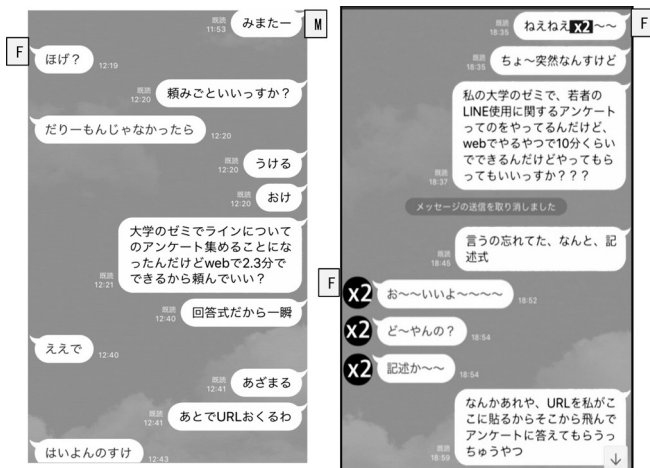 既読
11:53
みまたー
M
F
ほげ？
12:19
既読
12:20
頼みごといいっすか？
だりーもんじゃなかったら
12:20
既読
12:20
うける
既読
12:20
おけ
既読
12:21
大学のゼミでラインについて
のアンケート集めることにな
ったんだけどwebで2.3分で
できるから頼んでいい？
既読
12:40
回答式だから一瞬
ええで
12:40
既読
12:41
あざまる
既読
12:41
あとでURLおくるわ
はいよんのすけ
12:43
既読
18:35
ねえねえx2〜〜
F
既読
18:35
ちょ〜突然なんすけど
既読
18:37
私の大学のゼミで、若者の
LINE使用に関するアンケート
ってのをやってるんだけど、
webでやるやつで10分くらい
でできるんだけどやってもら
ってもいいっすか？？？
メッセージの送信を取り消しました
既読
18:45
言うの忘れてた、なんと、記
述式
F
x2
お〜〜いいよ〜〜〜〜
18:52
x2
ど〜やんの？
18:54
x2
記述か〜〜
18:54
既読
18:59
なんかあれや、URLを私がこ
こに貼るからそこから飛んで
アンケートに答えてもらうっ
ちゅうやつ